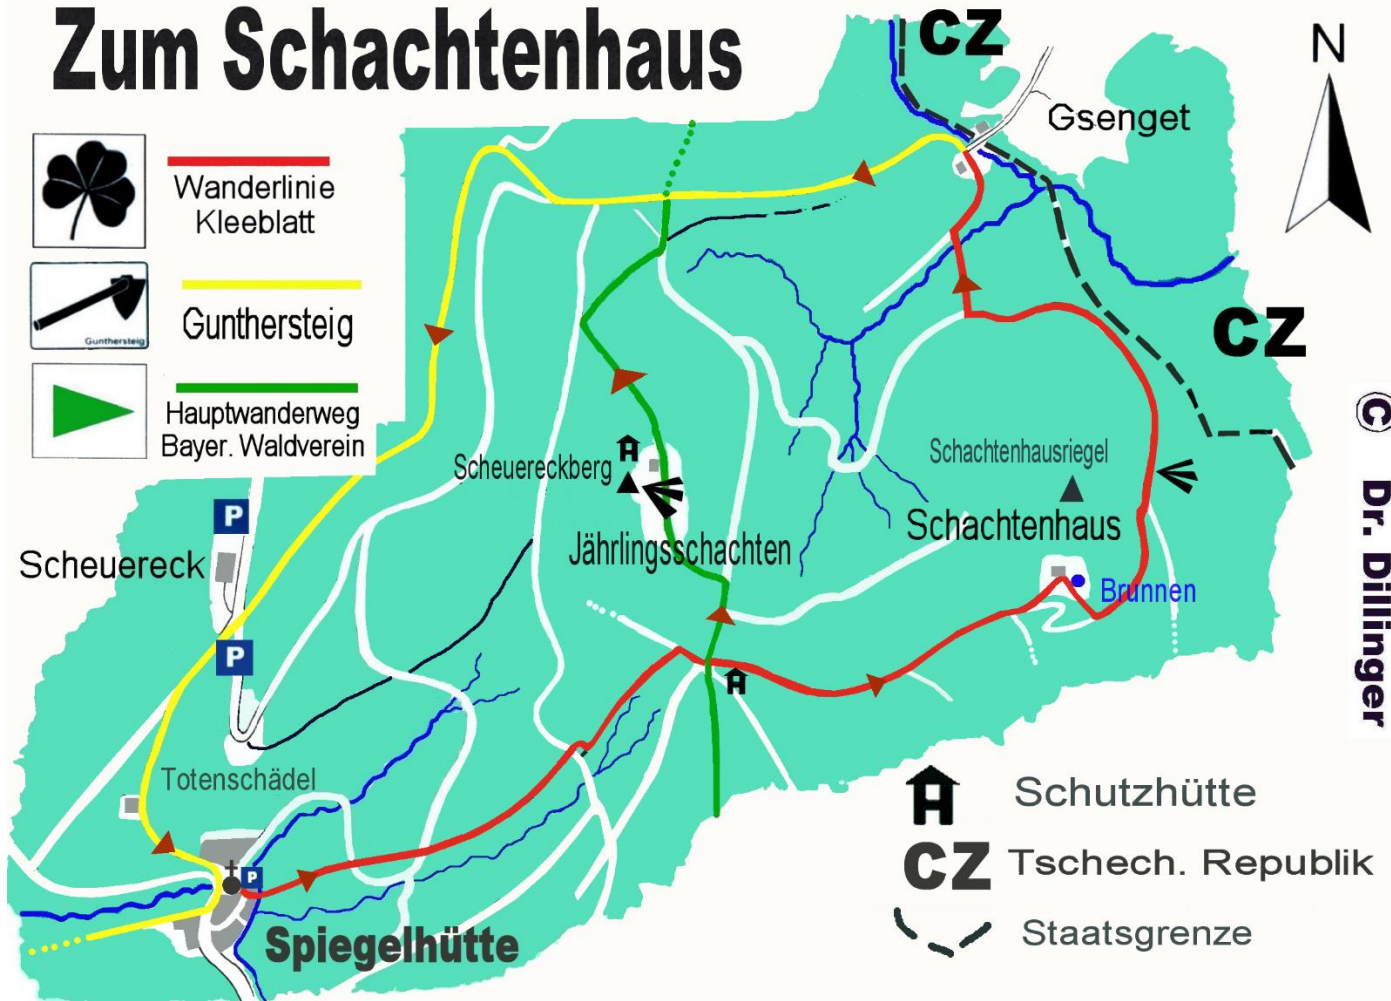 Zum Schachtenhaus
CZ
N
Gsenget
Wanderlinie
Kleeblatt
Gunthersteig
Gunthersteig
Hauptwanderweg
Bayer. Waldverein
CZ
Scheuereckberg
Schachtenhausriegel
Schachtenhaus
P
Jährlingsschachten
Scheuereck
Brunnen
P
© Dr. Dillinger
Totenschädel
P
Spiegelhütte
Schutzhütte
CZ Tschech. Republik
Staatsgrenze